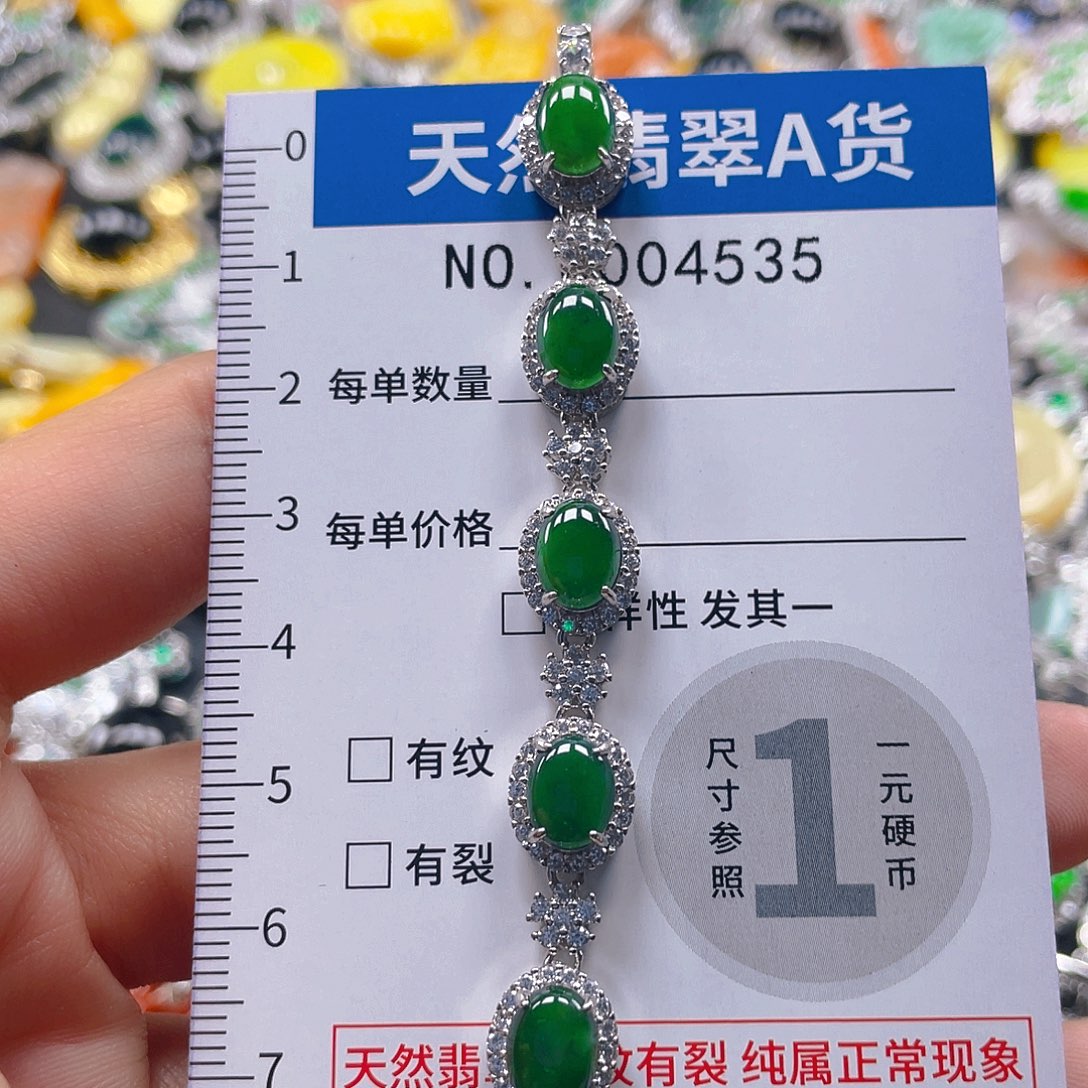 天然翡翠A货
NO. 004535
0
1
2
3
4
5
6
7
每单数量
每单价格
样性 发其一
有纹
有裂
尺寸参照
1
一元硬币
天然翡 有裂 纯属正常现象